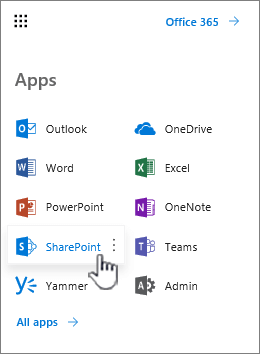 Office 365
Apps
Outlook OneDrive
Word Excel
PowerPoint OneNote
SharePoint Teams
Yammer Admin
All apps